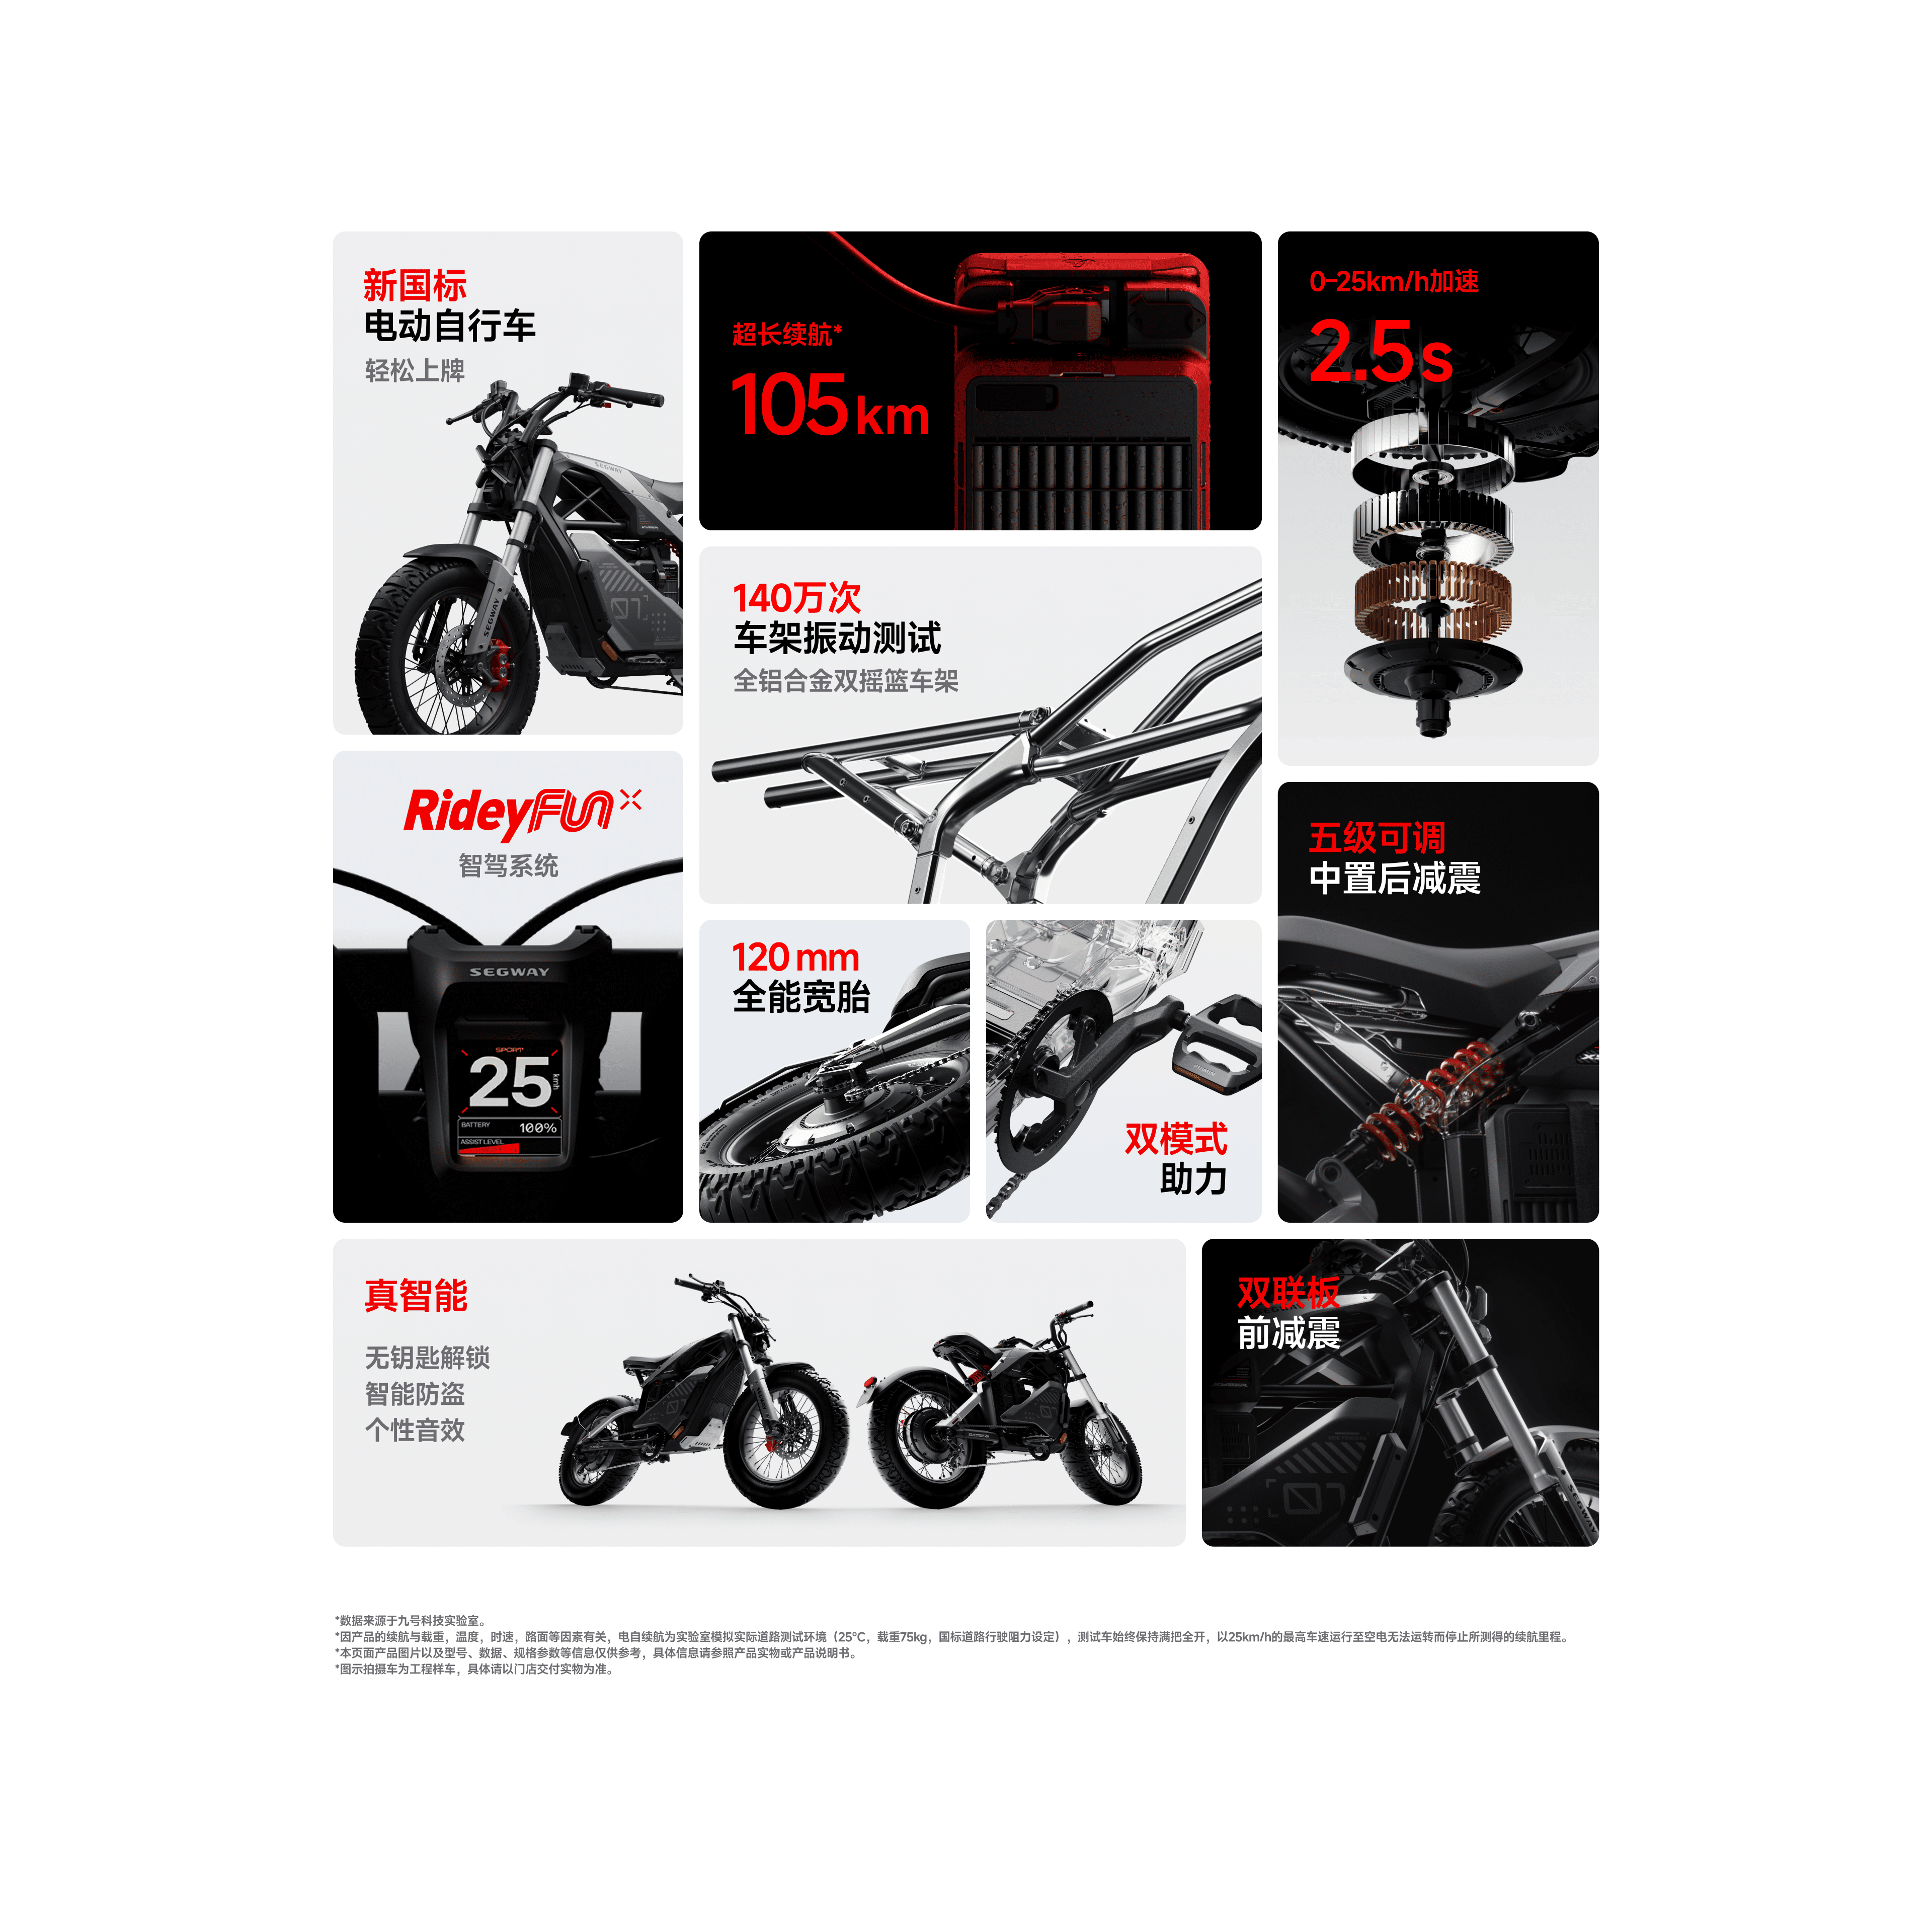 新国标
电动自行车
轻松上牌
SEGWAY
SEGWAY
超长续航*
105 km
0-25km/h加速
2.5s
140万次
车架振动测试
全铝合金双摇篮车架
RideyFUN
智驾系统
SEGWAY
SPORT
25
km/h
BATTERY 100%
ASSIST LEVEL
120 mm
全能宽胎
双模式
助力
五级可调
中置后减震
真智能
无钥匙解锁
智能防盗
个性音效
双联板
前减震
SEGWAY
*数据来源于九号科技实验室。
*因产品的续航与载重，温度，时速，路面等因素有关，电自续航为实验室模拟实际道路测试环境（25°C，载重75kg，国标道路行驶阻力设定），测试车始终保持满把全开，以25km/h的最高车速运行至空电无法运转而停止所测得的续航里程。
*本页面产品图片以及型号、数据、规格参数等信息仅供参考，具体信息请参照产品实物或产品说明书。
*图示拍摄车为工程样车，具体请以门店交付实物为准。